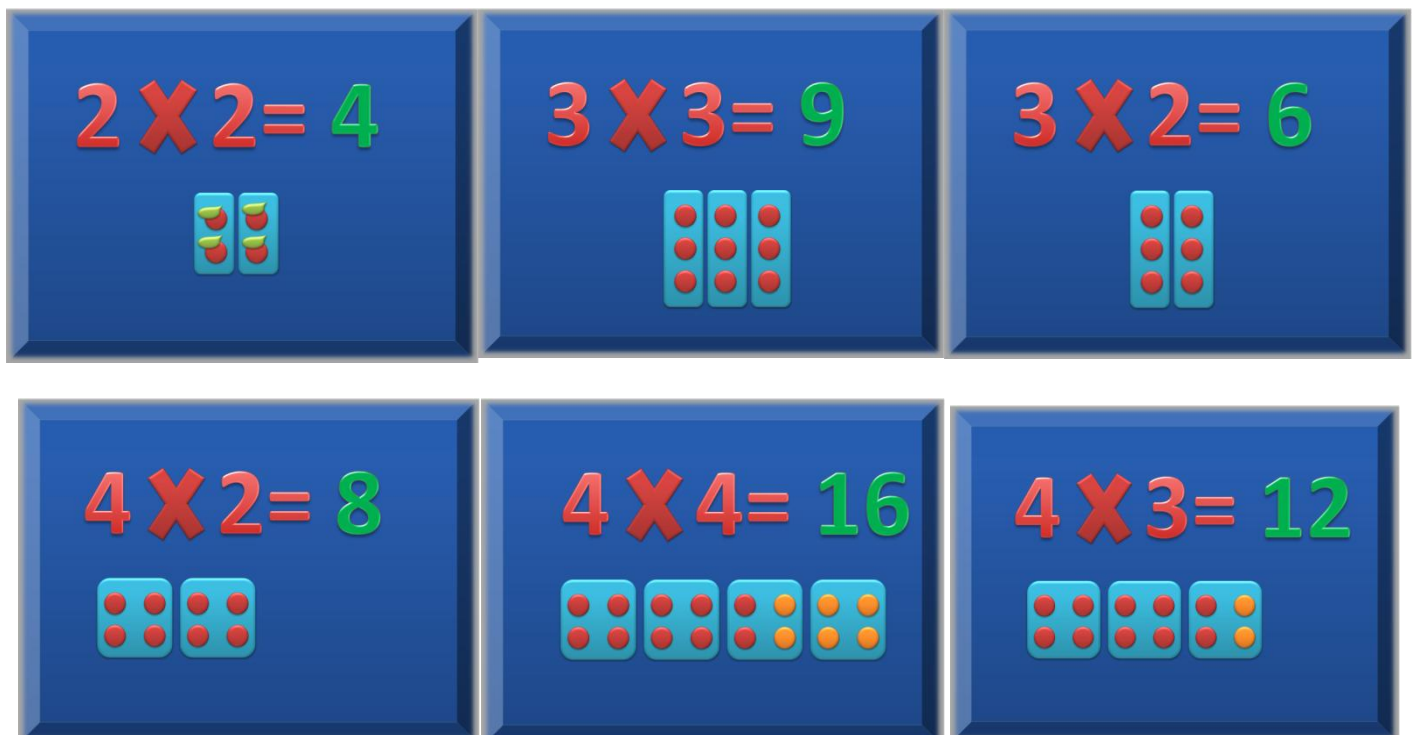 2 X 2= 4
3 X 3= 9
3 X 2= 6
4 X 2= 8
4 X 4= 16
4 X 3= 12